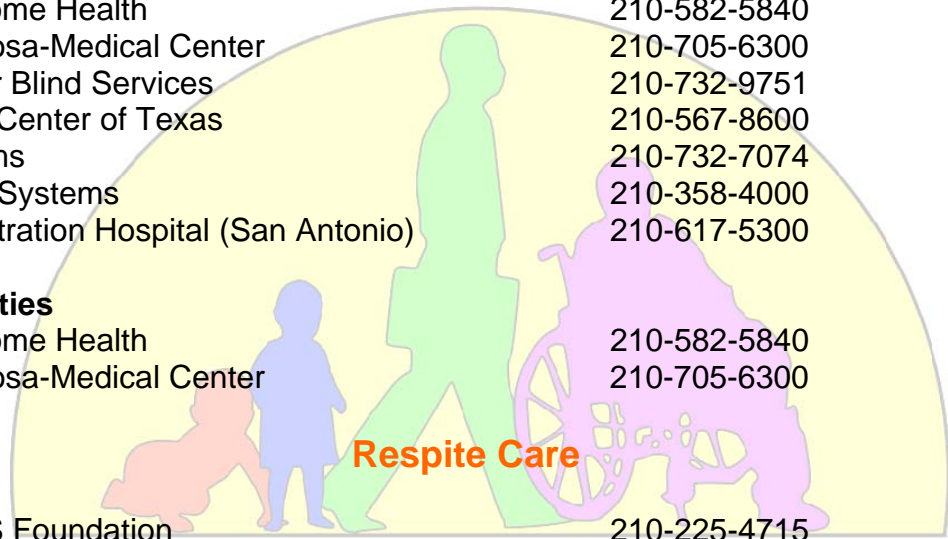 ome Health 210-582-5840
osa-Medical Center 210-705-6300
r Blind Services 210-732-9751
Center of Texas 210-567-8600
ns 210-732-7074
Systems 210-358-4000
tration Hospital (San Antonio) 210-617-5300
ties
ome Health 210-582-5840
osa-Medical Center 210-705-6300
Respite Care
S Foundation 210-225-4715